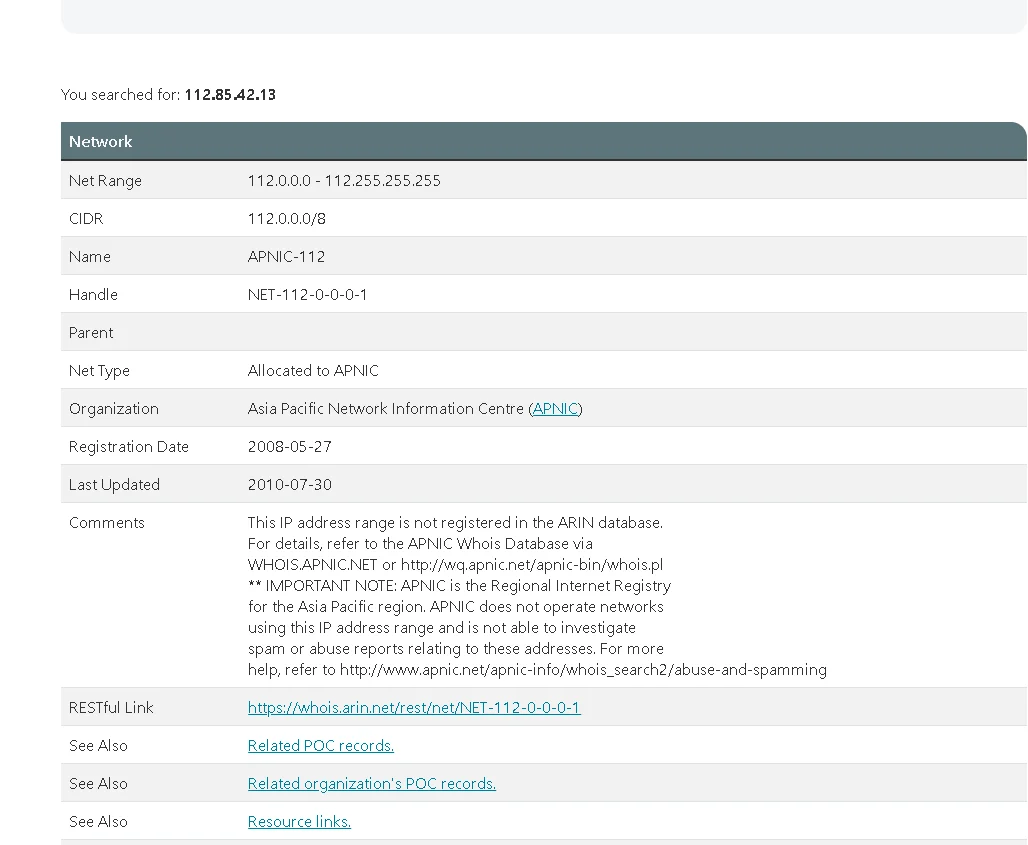 You searched for: 112.85.42.13
Network
Net Range 112.0.0.0 - 112.255.255.255
CIDR 112.0.0.0/8
Name APNIC-112
Handle NET-112-0-0-0-1
Parent
Net Type Allocated to APNIC
Organization Asia Pacific Network Information Centre (APNIC)
Registration Date 2008-05-27
Last Updated 2010-07-30
Comments This IP address range is not registered in the ARIN database.
For details, refer to the APNIC Whois Database via
WHOIS.APNIC.NET or http://wq.apnic.net/apnic-bin/whois.pl
** IMPORTANT NOTE: APNIC is the Regional Internet Registry
for the Asia Pacific region. APNIC does not operate networks
using this IP address range and is not able to investigate
spam or abuse reports relating to these addresses. For more
help, refer to http://www.apnic.net/apnic-info/whois_search2/abuse-and-spamming
RESTful Link https://whois.arin.net/rest/net/NET-112-0-0-0-1
See Also Related POC records.
See Also Related organization's POC records.
See Also Resource links.